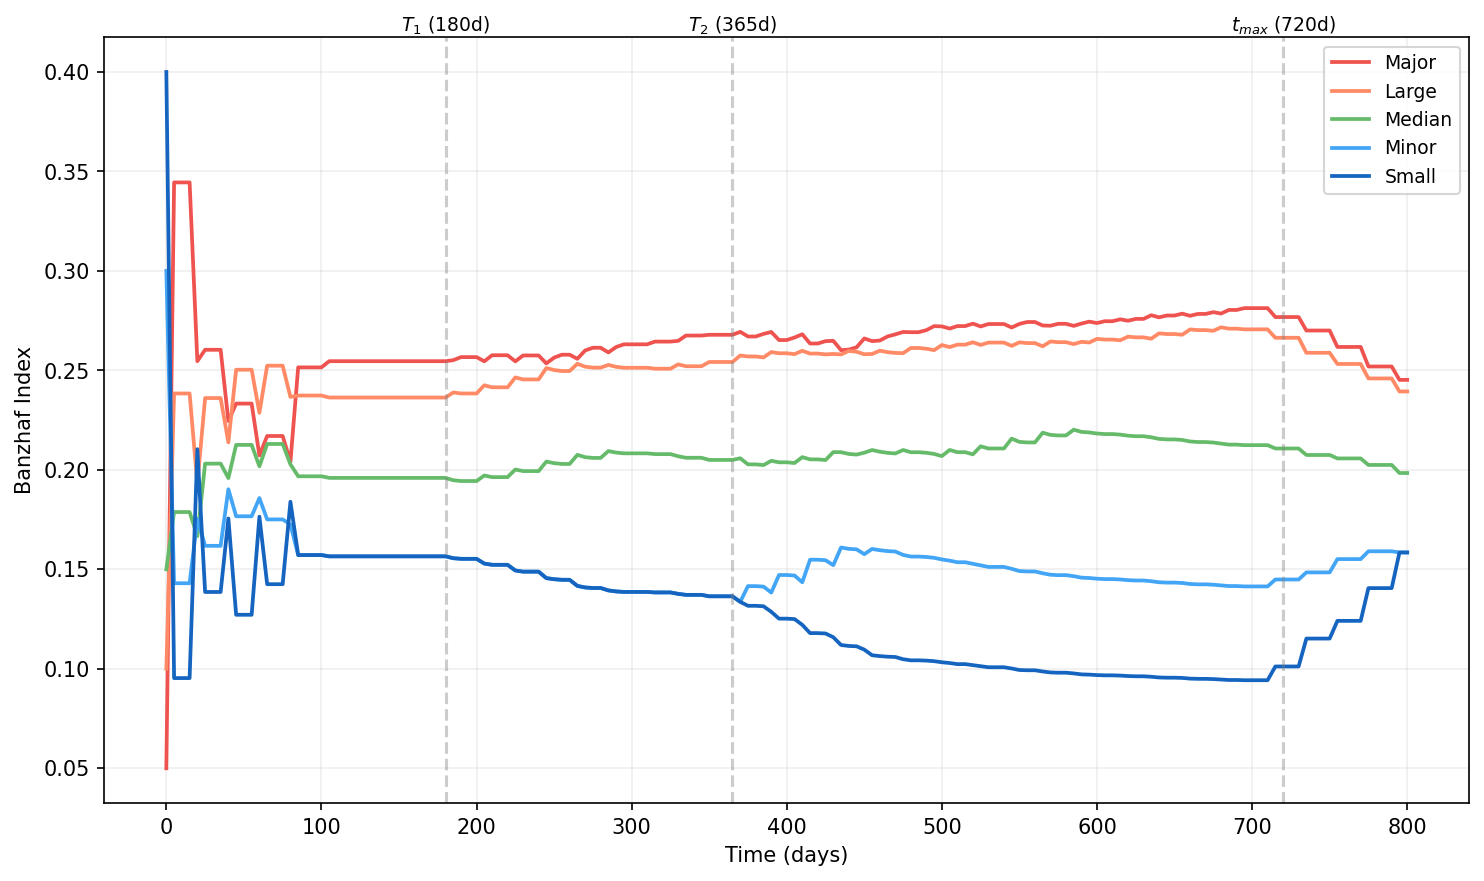 T₁ (180d) T₂ (365d) tₘₐₓ (720d)
Major
Large
Median
Minor
Small
0.40
0.35
0.30
0.25
0.20
0.15
0.10
0.05
Banzhaf Index
0 100 200 300 400 500 600 700 800
Time (days)